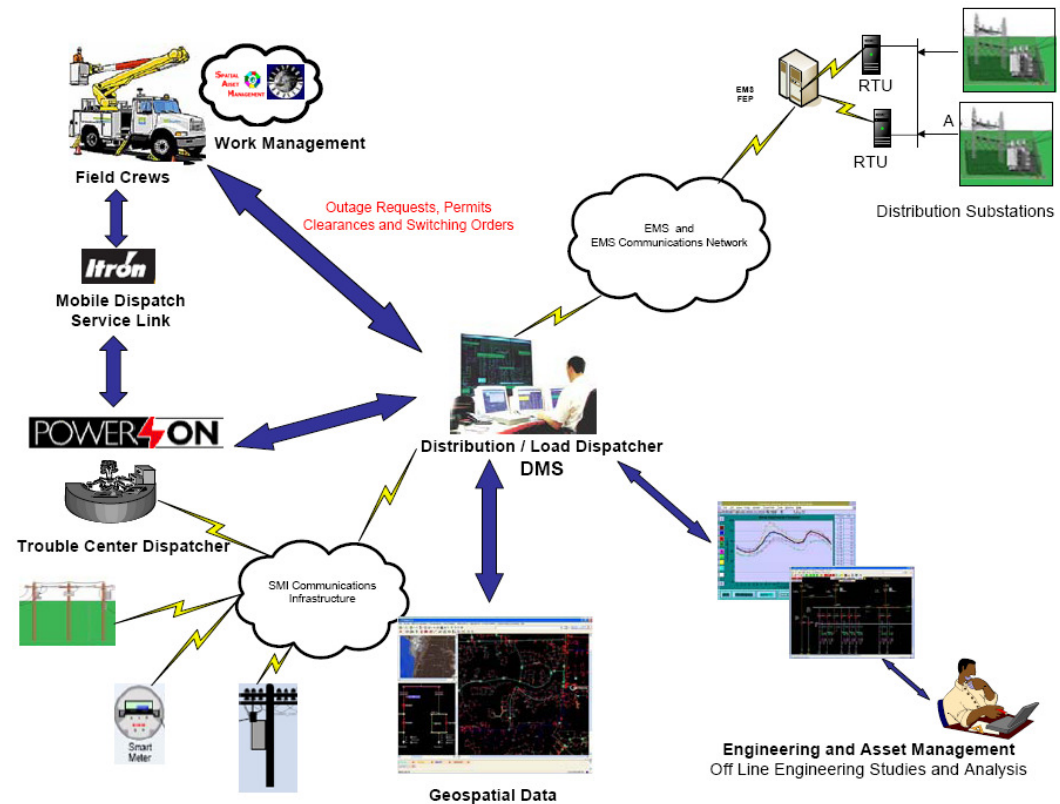 SPATIAL
ASSET
MANAGEMENT
Work Management
Field Crews
EMS
FEP
RTU
RTU
A
Distribution Substations
Outage Requests, Permits
Clearances and Switching Orders
EMS and
EMS Communications Network
Itron
Mobile Dispatch
Service Link
POWER ON
Distribution / Load Dispatcher
DMS
Trouble Center Dispatcher
SMI Communications
Infrastructure
Smart
Meter
Engineering and Asset Management
Off Line Engineering Studies and Analysis
Geospatial Data